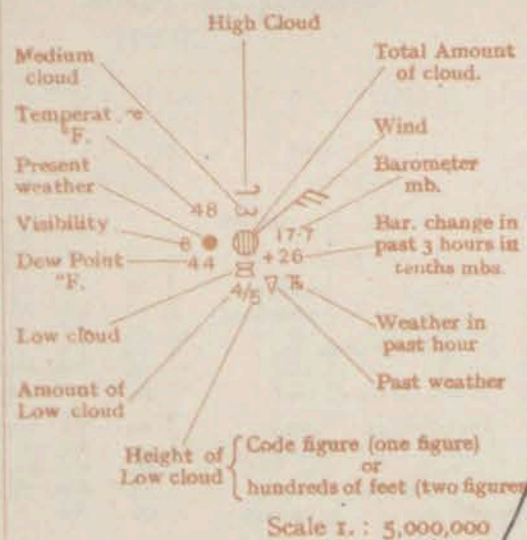 High Cloud
Medium
cloud
Total Amount
of cloud.
Temperat
°F.
Wind
Present
weather
Barometer
mb.
48
Visibility
8
17·7
Bar. change in
past 3 hours in
tenths mbs.
Dew Point
°F.
44
+26
4/5
Low cloud
Weather in
past hour
Amount of
Low cloud
Past weather
Height of
Low cloud
Code figure (one figure)
or
hundreds of feet (two figures
Scale 1. : 5,000,000